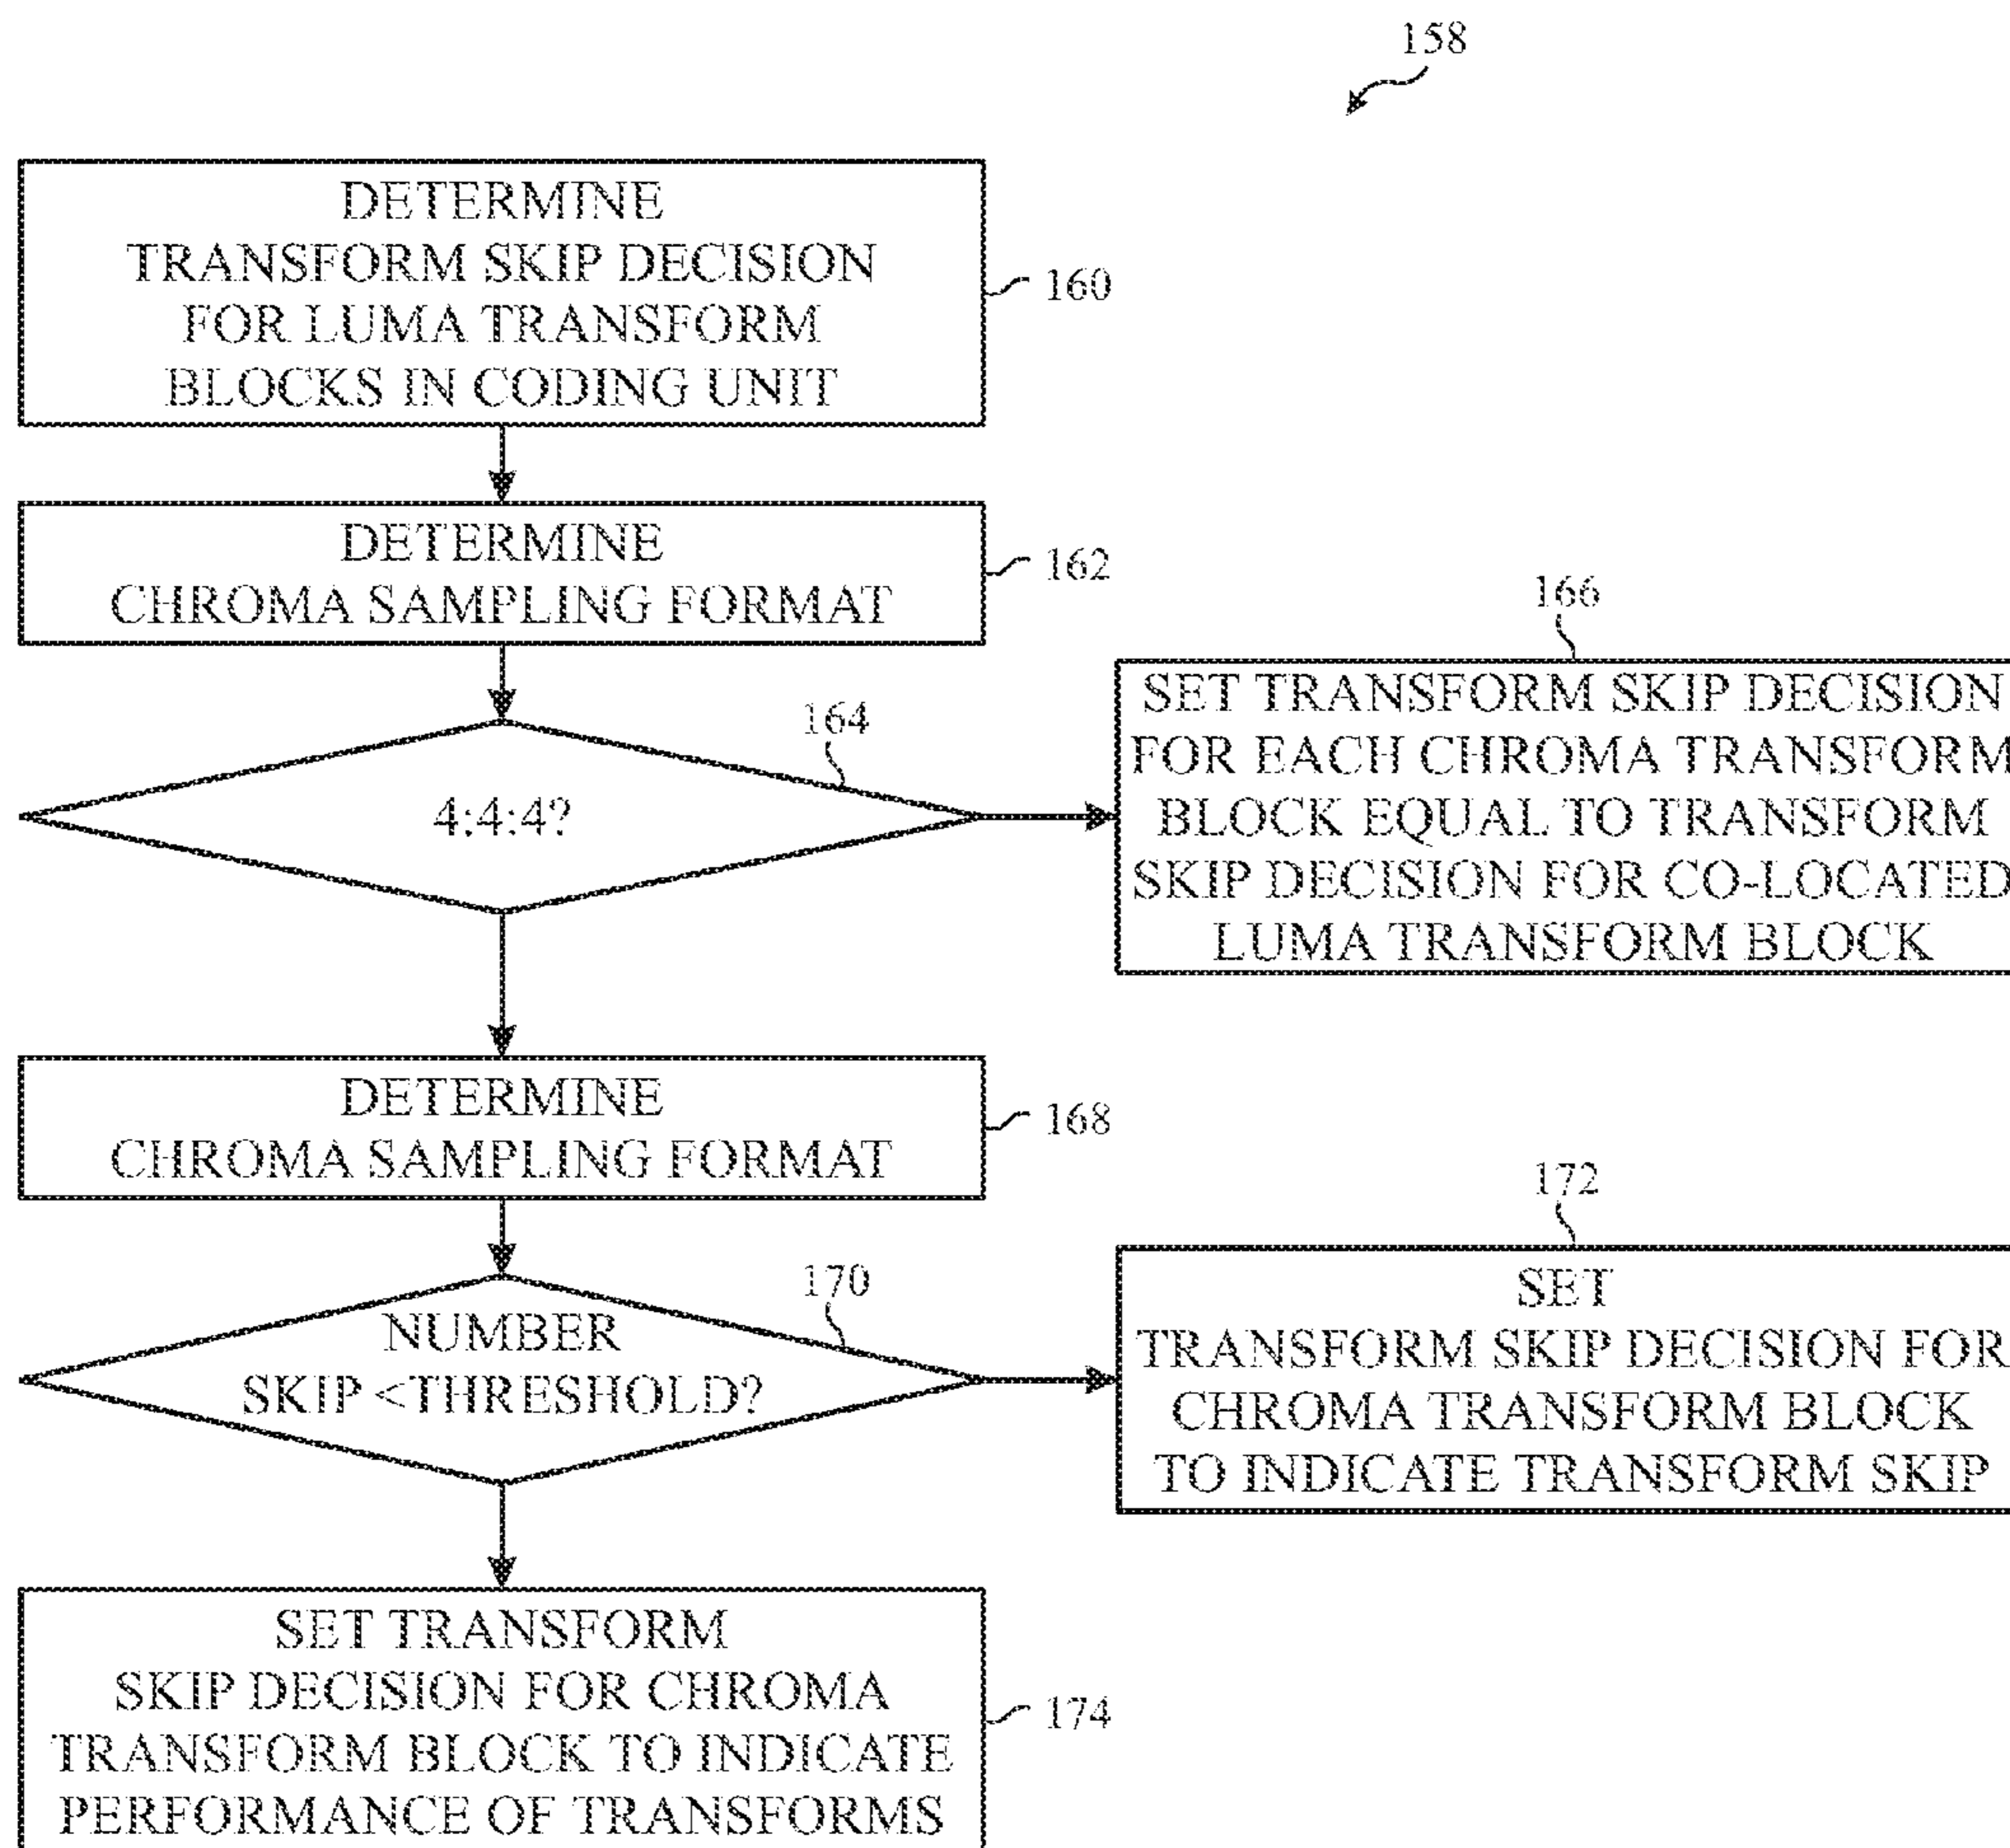 158
DETERMINE
TRANSFORM SKIP DECISION
FOR LUMA TRANSFORM
BLOCKS IN CODING UNIT
160
DETERMINE
CHROMA SAMPLING FORMAT
162
164
4:4:4?
166
SET TRANSFORM SKIP DECISION
FOR EACH CHROMA TRANSFORM
BLOCK EQUAL TO TRANSFORM
SKIP DECISION FOR CO-LOCATED
LUMA TRANSFORM BLOCK
DETERMINE
CHROMA SAMPLING FORMAT
168
170
NUMBER
SKIP <THRESHOLD?
172
SET
TRANSFORM SKIP DECISION FOR
CHROMA TRANSFORM BLOCK
TO INDICATE TRANSFORM SKIP
SET TRANSFORM
SKIP DECISION FOR CHROMA
TRANSFORM BLOCK TO INDICATE
PERFORMANCE OF TRANSFORMS
174